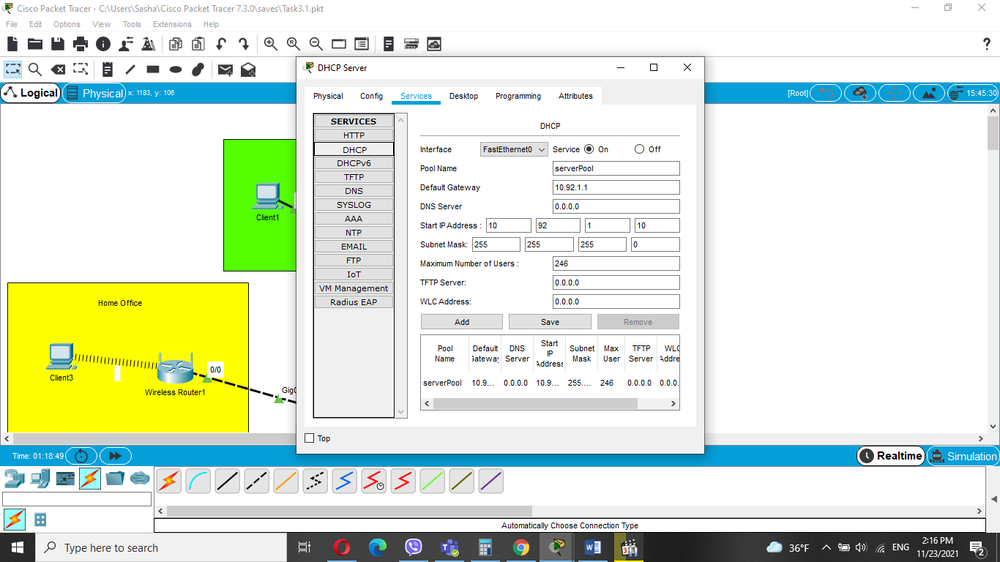 Cisco Packet Tracer - C:\Users\Sasha\Cisco Packet Tracer 7.3.0\saves\Task3.1.pkt
File Edit Options View Tools Extensions Help
?
Logical Physical x: 1183, y: 106
[Root] 15:45:30
Client1
Home Office
Client3
0/0
Wireless Router1
DHCP Server
Physical Config Services Desktop Programming Attributes
SERVICES
HTTP
DHCP
DHCPv6
TFTP
DNS
SYSLOG
AAA
NTP
EMAIL
FTP
IoT
VM Management
Radius EAP
DHCP
Interface FastEthernet0 Service On Off
Pool Name serverPool
Default Gateway 10.92.1.1
DNS Server 0.0.0.0
Start IP Address : 10 92 1 10
Subnet Mask: 255 255 255 0
Maximum Number of Users : 246
TFTP Server: 0.0.0.0
WLC Address: 0.0.0.0
Add Save Remove
Pool Name Default Gateway DNS Server Start IP Address Subnet Mask Max User TFTP Server WLC
serverPool 10.9... 0.0.0.0 10.9... 255.... 246 0.0.0.0 0.0.0.
Top
Time: 01:18:49
Realtime Simulation
Automatically Choose Connection Type
Type here to search
36°F ENG 2:16 PM
11/23/2021
2